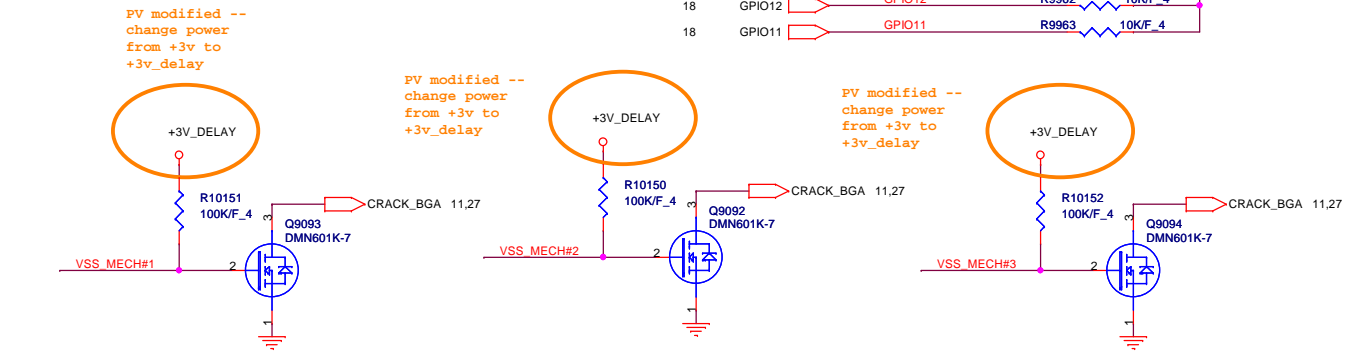 PV modified --
change power
from +3v to
+3v_delay
18 GPIO12 GPIO12 R9962 10K/F_4
18 GPIO11 GPIO11 R9963 10K/F_4
PV modified --
change power
from +3v to
+3v_delay
PV modified --
change power
from +3v to
+3v_delay
+3V_DELAY
R10151
100K/F_4
CRACK_BGA 11,27
3
Q9093
DMN601K-7
VSS_MECH#1
2
1
+3V_DELAY
R10150
100K/F_4
CRACK_BGA 11,27
3
Q9092
DMN601K-7
VSS_MECH#2
2
1
+3V_DELAY
R10152
100K/F_4
CRACK_BGA 11,27
3
Q9094
DMN601K-7
VSS_MECH#3
2
1